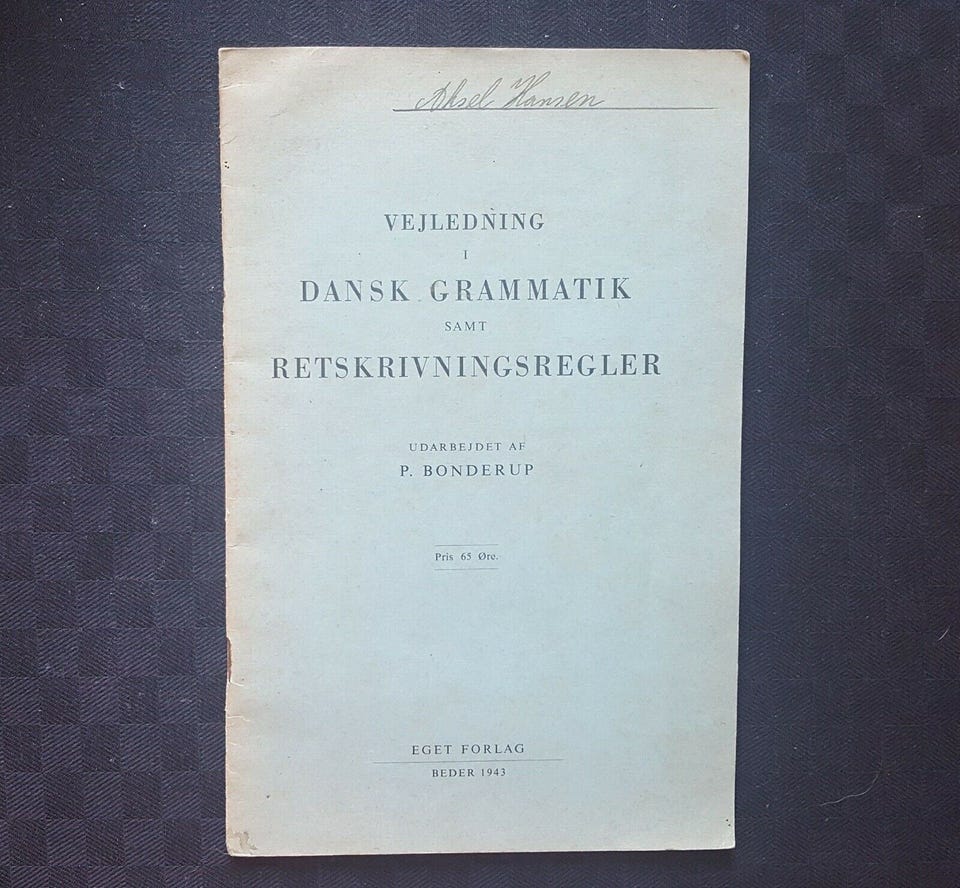 Aksel Hansen
VEJLEDNING
I
DANSK GRAMMATIK
SAMT
RETSKRIVNINGSREGLER
UDARBEJDET AF
P. BONDERUP
Pris 65 Øre.
EGET FORLAG
BEDER 1943